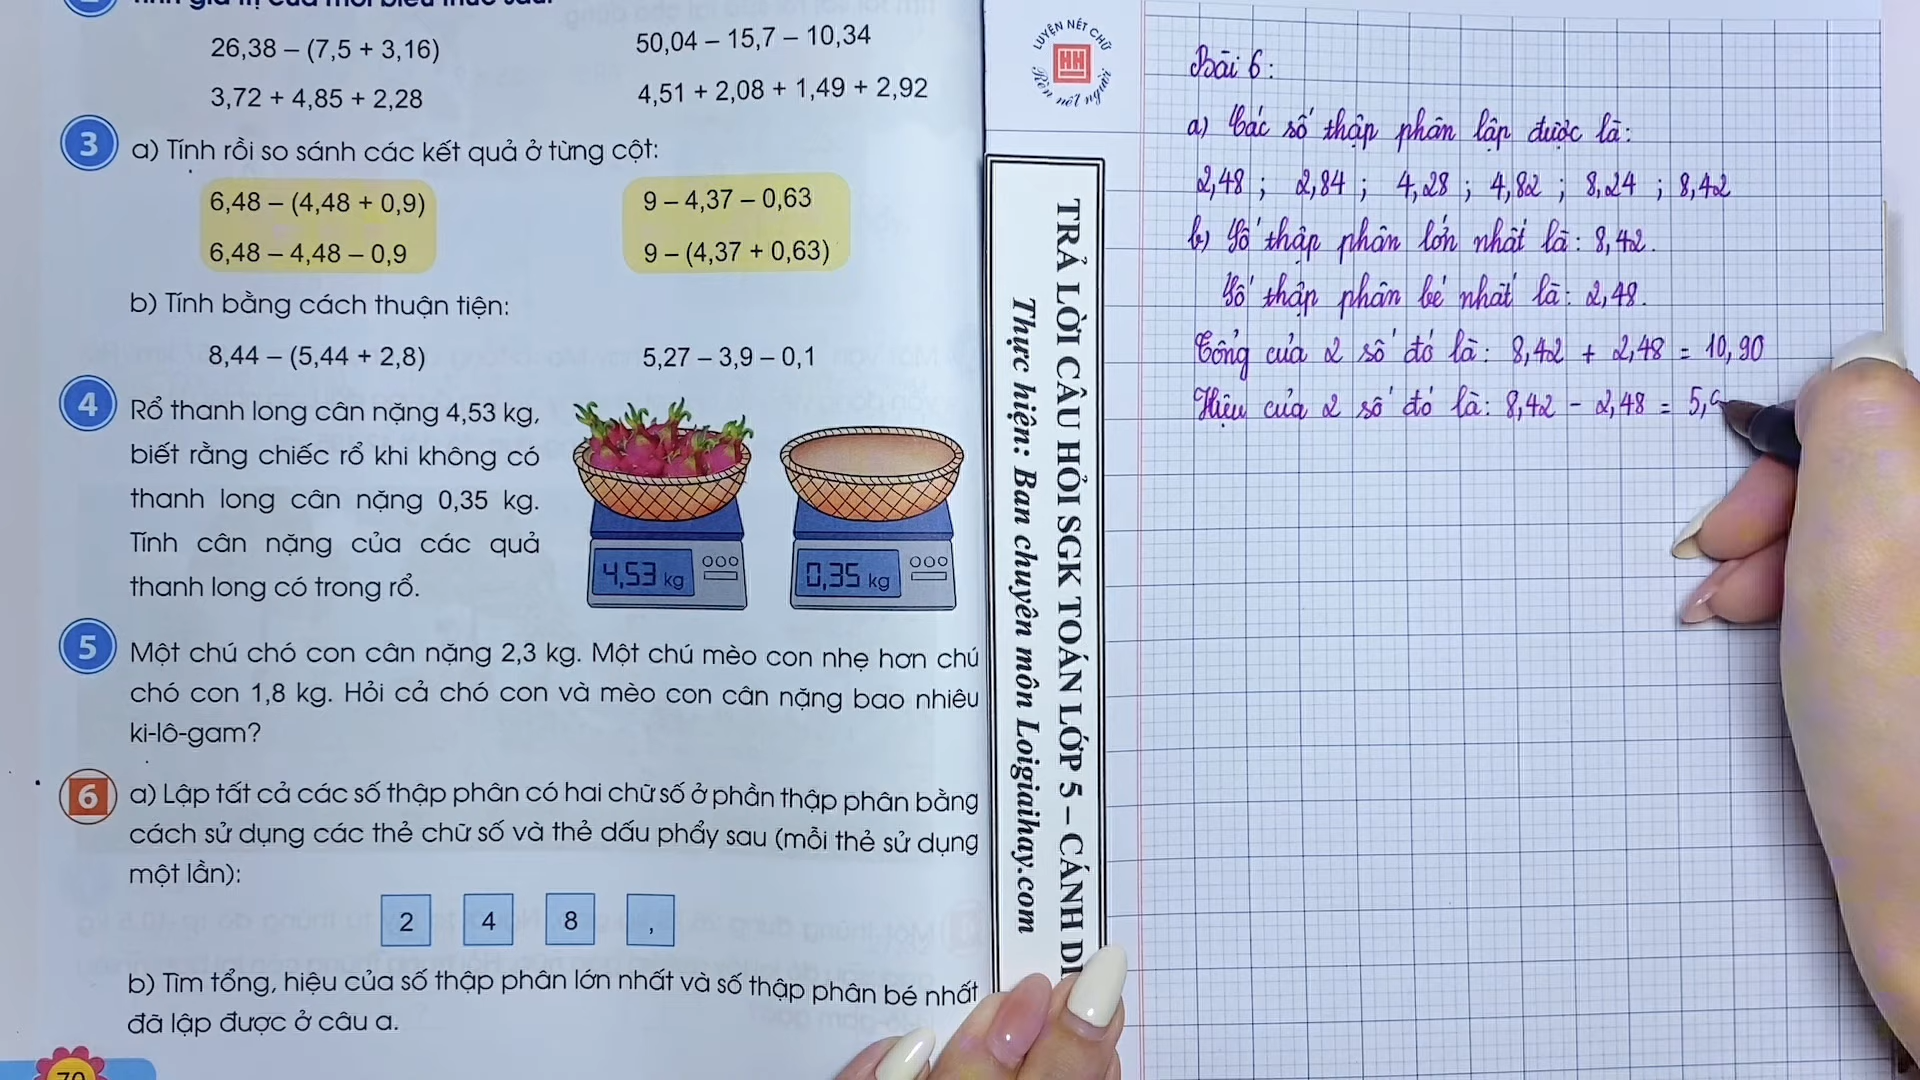 26,38 – (7,5 + 3,16)
50,04 – 15,7 – 10,34
3,72 + 4,85 + 2,28
4,51 + 2,08 + 1,49 + 2,92
3
a) Tính rồi so sánh các kết quả ở từng cột:
6,48 – (4,48 + 0,9)
9 – 4,37 – 0,63
6,48 – 4,48 – 0,9
9 – (4,37 + 0,63)
b) Tính bằng cách thuận tiện:
8,44 – (5,44 + 2,8)
5,27 – 3,9 – 0,1
4
Rổ thanh long cân nặng 4,53 kg,
biết rằng chiếc rổ khi không có
thanh long cân nặng 0,35 kg.
Tính cân nặng của các quả
thanh long có trong rổ.
4,53 kg
0,35 kg
5
Một chú chó con cân nặng 2,3 kg. Một chú mèo con nhẹ hơn chú
chó con 1,8 kg. Hỏi cả chó con và mèo con cân nặng bao nhiêu
ki-lô-gam?
6
a) Lập tất cả các số thập phân có hai chữ số ở phần thập phân bằng
cách sử dụng các thẻ chữ số và thẻ dấu phẩy sau (mỗi thẻ sử dụng
một lần):
2 4 8 ,
b) Tìm tổng, hiệu của số thập phân lớn nhất và số thập phân bé nhất
đã lập được ở câu a.
70
LUYỆN NÉT CHỮ
HH
Rèn nết người
TRẢ LỜI CÂU HỎI SGK TOÁN LỚP 5 – CÁNH DI
Thực hiện: Ban chuyên môn Loigiaihay.com
Bài 6:
a) Các số thập phân lập được là:
2,48 ; 2,84 ; 4,28 ; 4,82 ; 8,24 ; 8,42
b) Số thập phân lớn nhất là: 8,42.
Số thập phân bé nhất là: 2,48.
Tổng của 2 số đó là: 8,42 + 2,48 = 10,90
Hiệu của 2 số đó là: 8,42 – 2,48 = 5,9